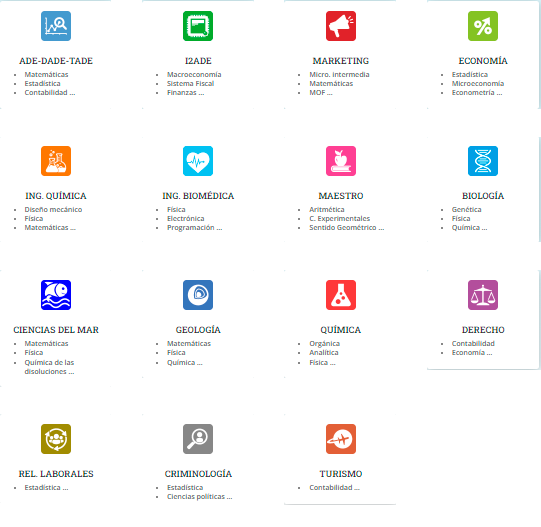 ADE-DADE-TADE
Matemáticas
Estadística
Contabilidad ...
I2ADE
Macroeconomía
Sistema Fiscal
Finanzas ...
MARKETING
Micro. intermedia
Matemáticas
MOF ...
ECONOMÍA
Estadística
Microeconomía
Econometría ...
ING. QUÍMICA
Diseño mecánico
Física
Matemáticas ...
ING. BIOMÉDICA
Física
Electrónica
Programación ...
MAESTRO
Aritmética
C. Experimentales
Sentido Geométrico ...
BIOLOGÍA
Genética
Física
Química ...
CIENCIAS DEL MAR
Matemáticas
Física
Química de las
disoluciones ...
GEOLOGÍA
Matemáticas
Física
Química ...
QUÍMICA
Orgánica
Analítica
Física ...
DERECHO
Contabilidad
Economía ...
REL. LABORALES
Estadística ...
CRIMINOLOGÍA
Estadística
Ciencias políticas ...
TURISMO
Contabilidad ...